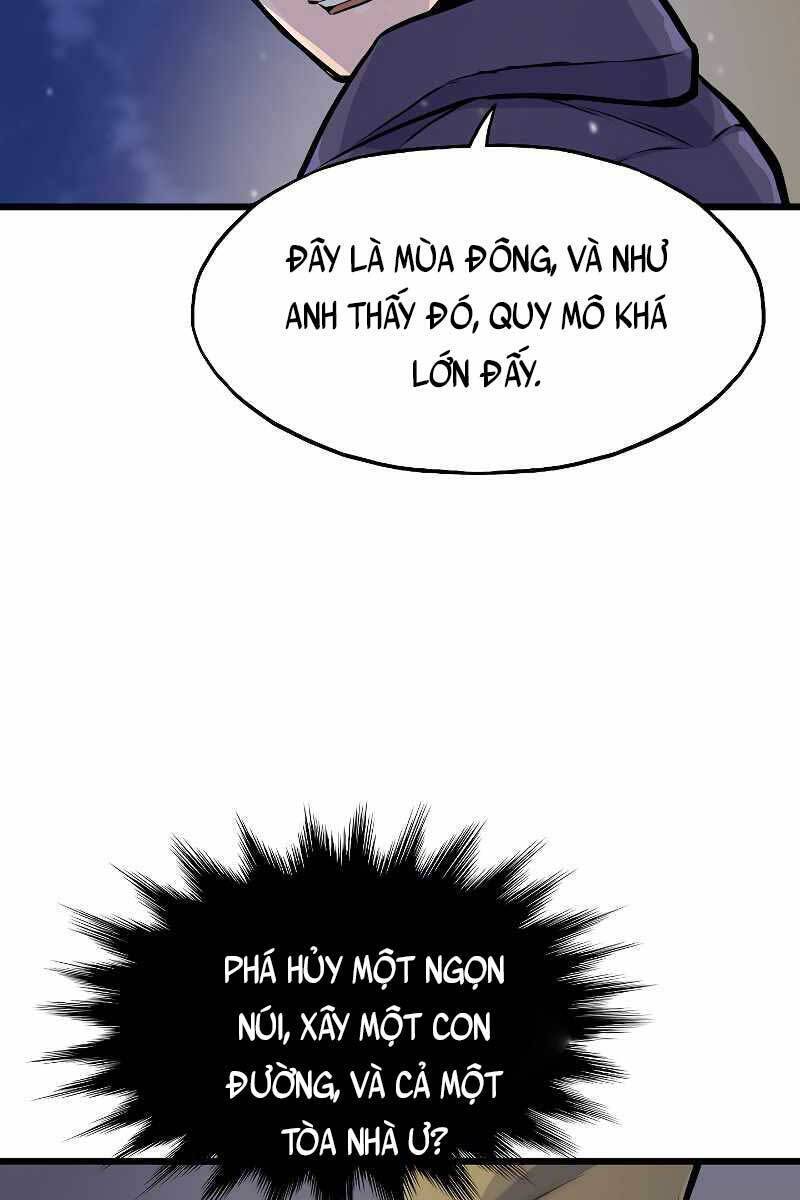 ĐÂY LÀ MÙA ĐÔNG, VÀ NHƯ
ANH THẤY ĐÓ, QUY MÔ KHÁ
LỚN ĐẤY.
PHÁ HỦY MỘT NGỌN
NÚI, XÂY MỘT CON
ĐƯỜNG, VÀ CẢ MỘT
TÒA NHÀ Ư?